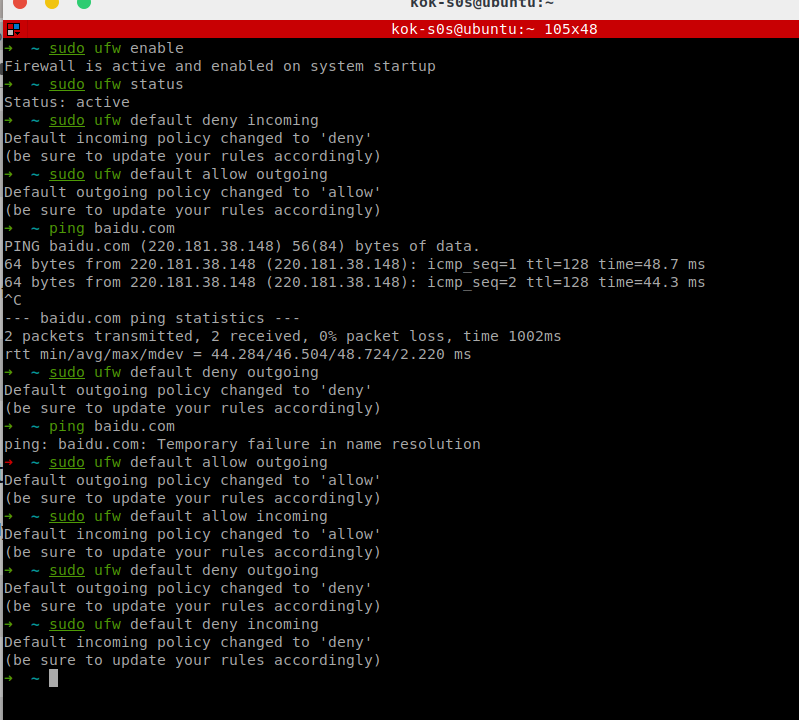 kok-s0s@ubuntu:~
kok-s0s@ubuntu:~ 105x48
➜  ~ sudo ufw enable
Firewall is active and enabled on system startup
➜  ~ sudo ufw status
Status: active
➜  ~ sudo ufw default deny incoming
Default incoming policy changed to 'deny'
(be sure to update your rules accordingly)
➜  ~ sudo ufw default allow outgoing
Default outgoing policy changed to 'allow'
(be sure to update your rules accordingly)
➜  ~ ping baidu.com
PING baidu.com (220.181.38.148) 56(84) bytes of data.
64 bytes from 220.181.38.148 (220.181.38.148): icmp_seq=1 ttl=128 time=48.7 ms
64 bytes from 220.181.38.148 (220.181.38.148): icmp_seq=2 ttl=128 time=44.3 ms
^C
--- baidu.com ping statistics ---
2 packets transmitted, 2 received, 0% packet loss, time 1002ms
rtt min/avg/max/mdev = 44.284/46.504/48.724/2.220 ms
➜  ~ sudo ufw default deny outgoing
Default outgoing policy changed to 'deny'
(be sure to update your rules accordingly)
➜  ~ ping baidu.com
ping: baidu.com: Temporary failure in name resolution
➜  ~ sudo ufw default allow outgoing
Default outgoing policy changed to 'allow'
(be sure to update your rules accordingly)
➜  ~ sudo ufw default allow incoming
Default incoming policy changed to 'allow'
(be sure to update your rules accordingly)
➜  ~ sudo ufw default deny outgoing
Default outgoing policy changed to 'deny'
(be sure to update your rules accordingly)
➜  ~ sudo ufw default deny incoming
Default incoming policy changed to 'deny'
(be sure to update your rules accordingly)
➜  ~